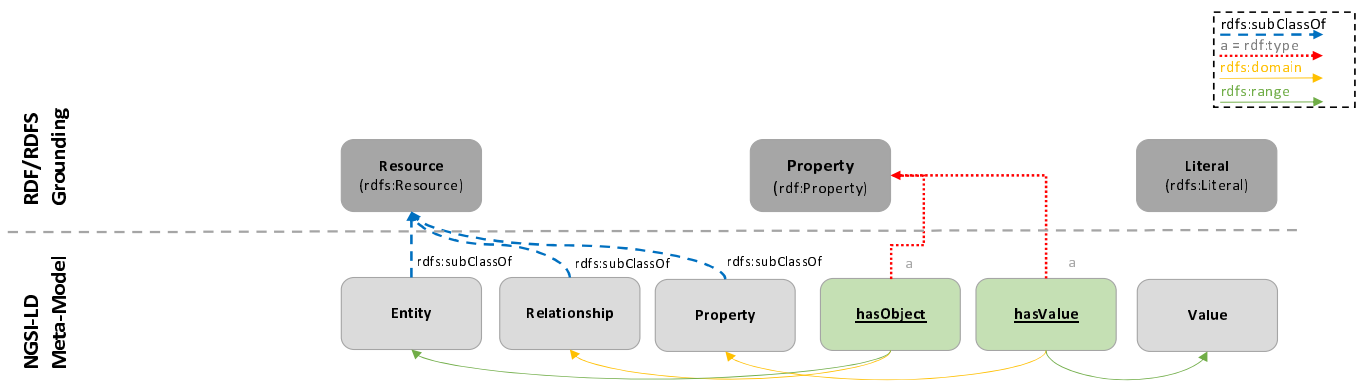 rdfs:subClassOf
a = rdf:type
rdfs:domain
rdfs:range
RDF/RDFS
Grounding
Resource
(rdfs:Resource)
Property
(rdf:Property)
Literal
(rdfs:Literal)
NGSI-LD
Meta-Model
rdfs:subClassOf
rdfs:subClassOf
rdfs:subClassOf
a
a
Entity
Relationship
Property
hasObject
hasValue
Value